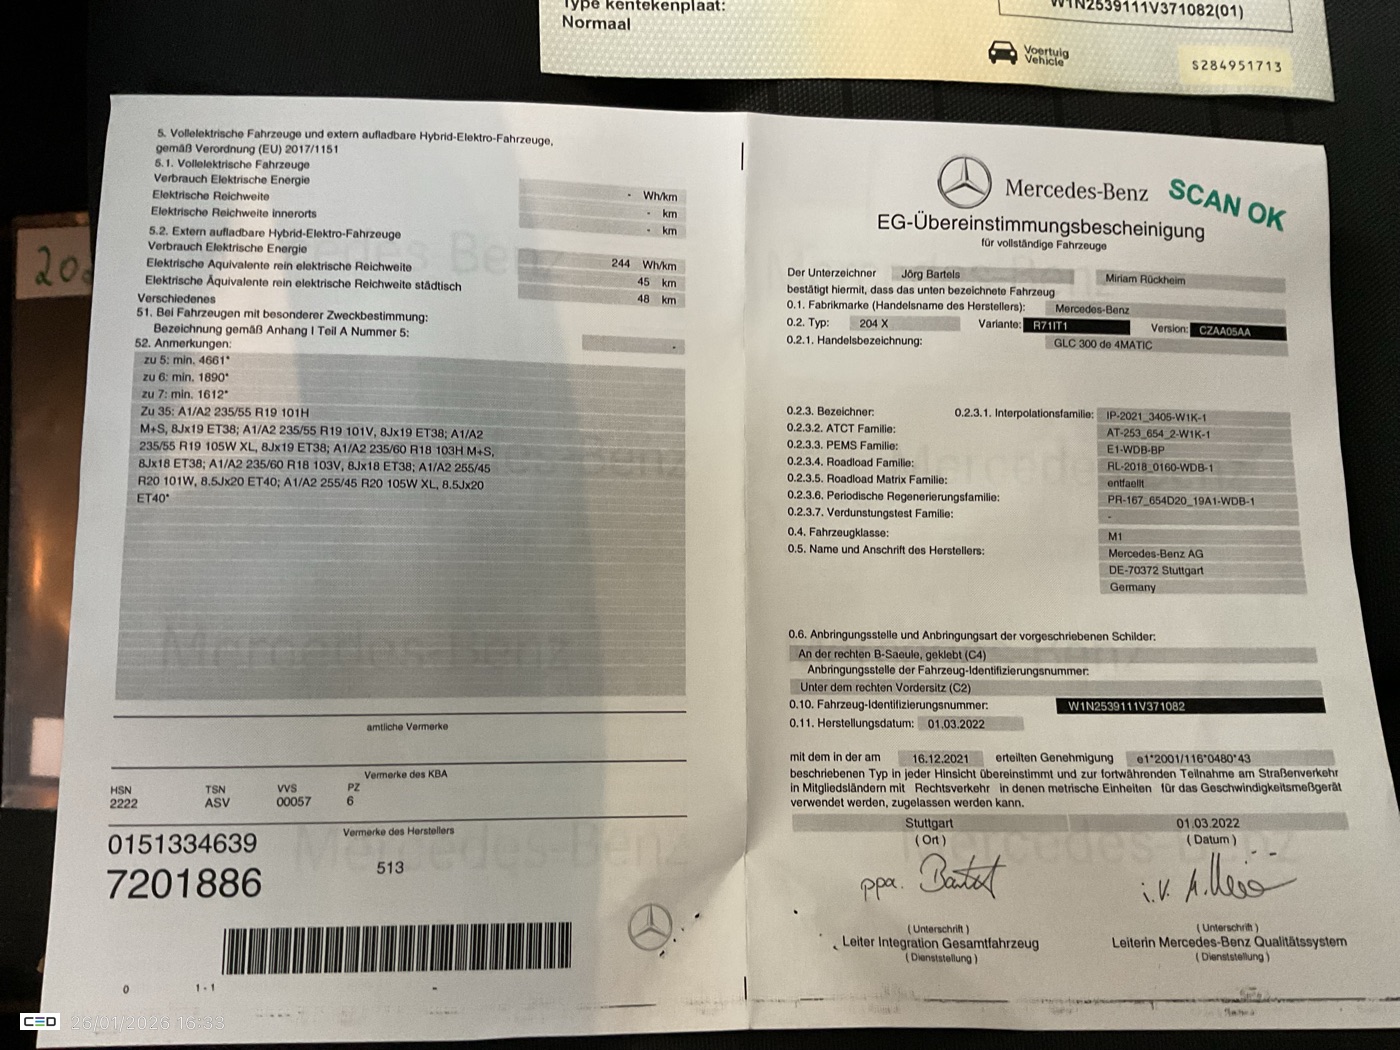 Type kentekenplaat:
Normaal
W1N2539111V371082(01)
Voertuig
Vehicle
S284951713
20
5. Vollelektrische Fahrzeuge und extern aufladbare Hybrid-Elektro-Fahrzeuge,
gemäß Verordnung (EU) 2017/1151
5.1. Vollelektrische Fahrzeuge
Verbrauch Elektrische Energie - Wh/km
Elektrische Reichweite - km
Elektrische Reichweite innerorts - km
5.2. Extern aufladbare Hybrid-Elektro-Fahrzeuge
Verbrauch Elektrische Energie 244 Wh/km
Elektrische Äquivalente rein elektrische Reichweite 45 km
Elektrische Äquivalente rein elektrische Reichweite städtisch 48 km
Verschiedenes
51. Bei Fahrzeugen mit besonderer Zweckbestimmung:
Bezeichnung gemäß Anhang I Teil A Nummer 5: -
52. Anmerkungen:
zu 5: min. 4661*
zu 6: min. 1890*
zu 7: min. 1612*
Zu 35: A1/A2 235/55 R19 101H
M+S, 8Jx19 ET38; A1/A2 235/55 R19 101V, 8Jx19 ET38; A1/A2
235/55 R19 105W XL, 8Jx19 ET38; A1/A2 235/60 R18 103H M+S,
8Jx18 ET38; A1/A2 235/60 R18 103V, 8Jx18 ET38; A1/A2 255/45
R20 101W, 8.5Jx20 ET40; A1/A2 255/45 R20 105W XL, 8.5Jx20
ET40*
amtliche Vermerke
Vermerke des KBA
HSN TSN VVS PZ
2222 ASV 00057 6
Vermerke des Herstellers
0151334639
513
7201886
0 1 - 1 -
Mercedes-Benz
SCAN OK
EG-Übereinstimmungsbescheinigung
für vollständige Fahrzeuge
Der Unterzeichner Jörg Bartels Miriam Rückheim
bestätigt hiermit, dass das unten bezeichnete Fahrzeug
0.1. Fabrikmarke (Handelsname des Herstellers): Mercedes-Benz
0.2. Typ: 204 X Variante: R71IT1 Version: CZAA05AA
0.2.1. Handelsbezeichnung: GLC 300 de 4MATIC
0.2.3. Bezeichner: 0.2.3.1. Interpolationsfamilie: IP-2021_3405-W1K-1
0.2.3.2. ATCT Familie: AT-253_654_2-W1K-1
0.2.3.3. PEMS Familie: E1-WDB-BP
0.2.3.4. Roadload Familie: RL-2018_0160-WDB-1
0.2.3.5. Roadload Matrix Familie: entfaellt
0.2.3.6. Periodische Regenerierungsfamilie: PR-167_654D20_19A1-WDB-1
0.2.3.7. Verdunstungstest Familie: -
0.4. Fahrzeugklasse: M1
0.5. Name und Anschrift des Herstellers: Mercedes-Benz AG
DE-70372 Stuttgart
Germany
0.6. Anbringungsstelle und Anbringungsart der vorgeschriebenen Schilder:
An der rechten B-Saeule, geklebt (C4)
Anbringungsstelle der Fahrzeug-Identifizierungsnummer:
Unter dem rechten Vordersitz (C2)
0.10. Fahrzeug-Identifizierungsnummer: W1N2539111V371082
0.11. Herstellungsdatum: 01.03.2022
mit dem in der am 16.12.2021 erteilten Genehmigung e1*2001/116*0480*43
beschriebenen Typ in jeder Hinsicht übereinstimmt und zur fortwährenden Teilnahme am Straßenverkehr
in Mitgliedsländern mit Rechtsverkehr in denen metrische Einheiten für das Geschwindigkeitsmeßgerät
verwendet werden, zugelassen werden kann.
Stuttgart 01.03.2022
( Ort ) ( Datum )
ppa. i.V.
( Unterschrift ) ( Unterschrift )
Leiter Integration Gesamtfahrzeug Leiterin Mercedes-Benz Qualitätssystem
( Dienststellung ) ( Dienststellung )
CED 26/01/2026 16:33